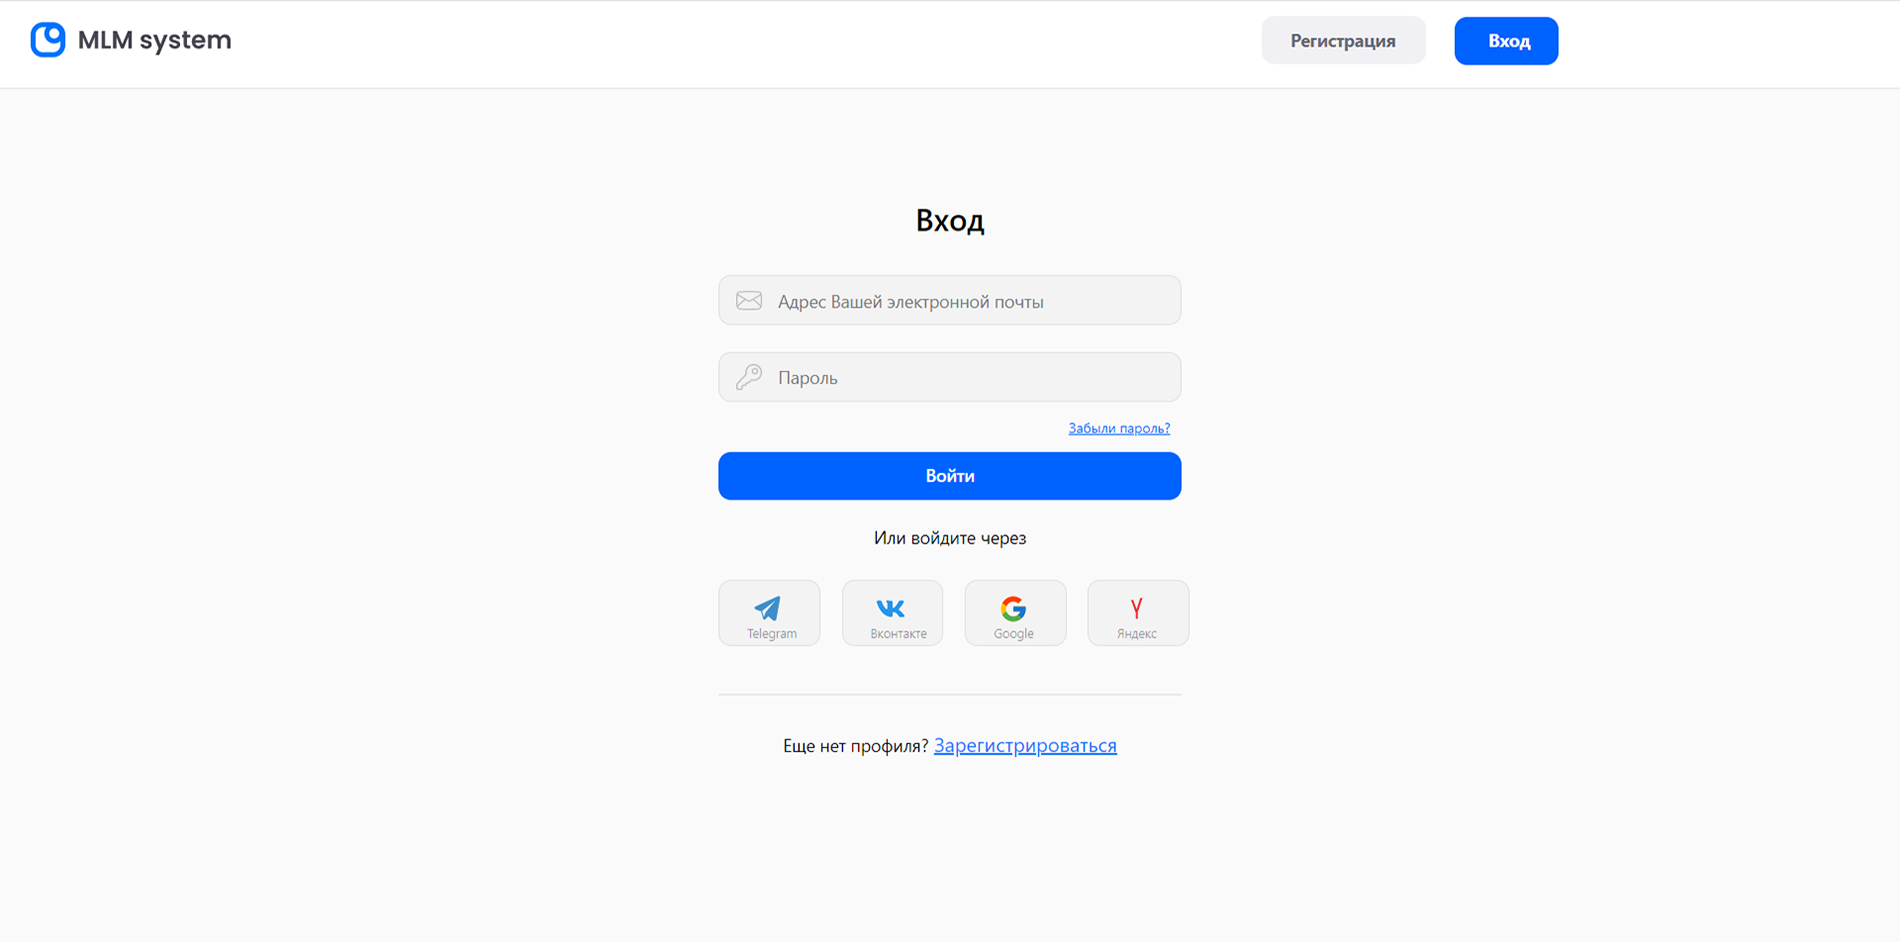 MLM system
Регистрация
Вход
Вход
Адрес Вашей электронной почты
Пароль
Забыли пароль?
Войти
Или войдите через
Telegram
Вконтакте
Google
Яндекс
Еще нет профиля? Зарегистрироваться